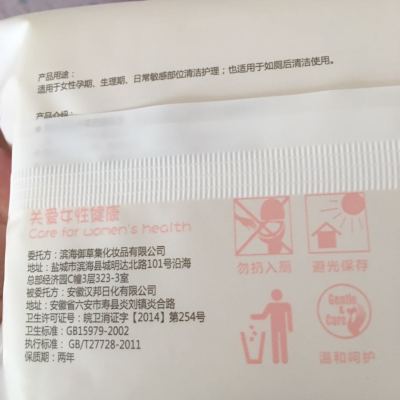 产品用途：
适用于女性孕期、生理期、日常敏感部位清洁护理；也适用于如厕后清洁使用。
产品介绍：
关爱女性健康
Care for women's health
委托方：滨海御草集化妆品有限公司
地址：盐城市滨海县城明达北路101号沿海
总部经济园C幢3层323-3室
被委托方：安徽汉邦日化有限公司
地址：安徽省六安市寿县炎刘镇炎合路
卫生许可证号：皖卫消证字【2014】第254号
卫生标准：GB15979-2002
执行标准：GB/T27728-2011
保质期：两年
勿扔入厕
避光保存
Gentle & Care
温和呵护